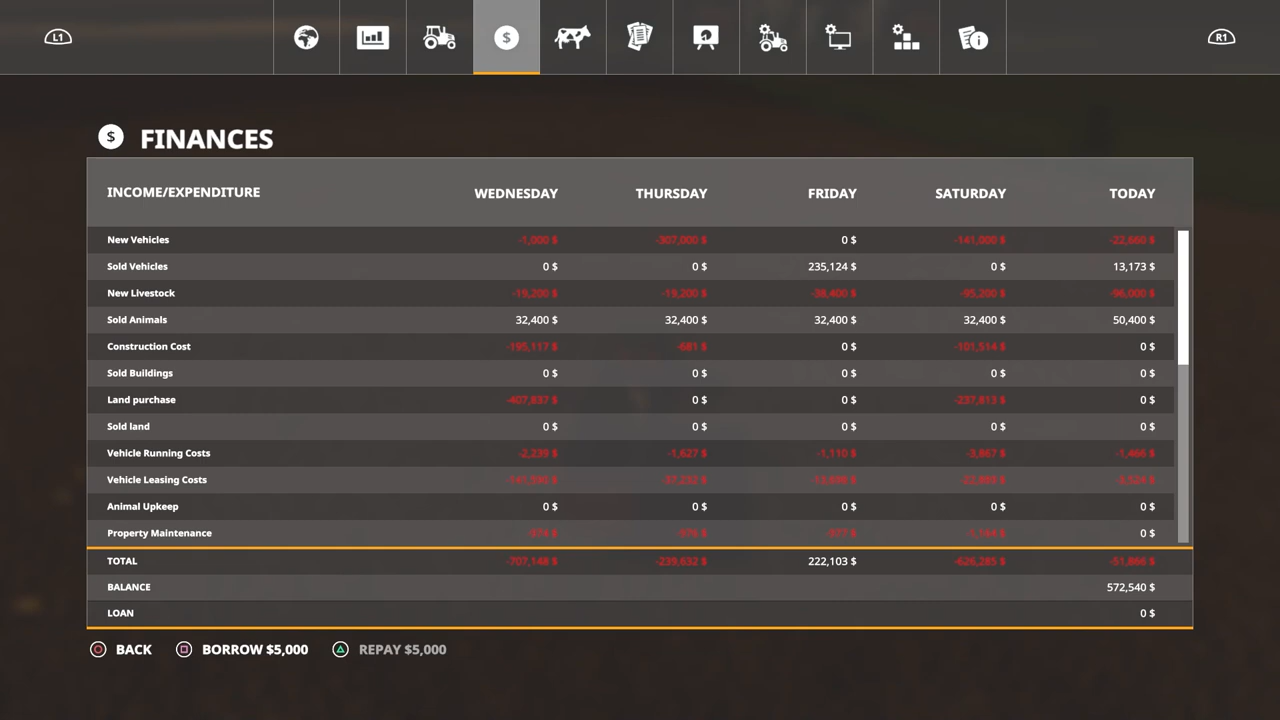 L1 $ R1
$ FINANCES
INCOME/EXPENDITURE WEDNESDAY THURSDAY FRIDAY SATURDAY TODAY
New Vehicles -1,000 $ -307,000 $ 0 $ -141,000 $ -22,660 $
Sold Vehicles 0 $ 0 $ 235,124 $ 0 $ 13,173 $
New Livestock -19,200 $ -19,200 $ -38,400 $ -95,200 $ -96,000 $
Sold Animals 32,400 $ 32,400 $ 32,400 $ 32,400 $ 50,400 $
Construction Cost -195,117 $ -681 $ 0 $ -101,514 $ 0 $
Sold Buildings 0 $ 0 $ 0 $ 0 $ 0 $
Land purchase -407,837 $ 0 $ 0 $ -237,813 $ 0 $
Sold land 0 $ 0 $ 0 $ 0 $ 0 $
Vehicle Running Costs -2,239 $ -1,627 $ -1,110 $ -3,867 $ -1,466 $
Vehicle Leasing Costs
Animal Upkeep 0 $ 0 $ 0 $ 0 $ 0 $
Property Maintenance 0 $
TOTAL -707,148 $ -239,632 $ 222,103 $ -626,285 $ -51,866 $
BALANCE 572,540 $
LOAN 0 $
BACK BORROW $5,000 REPAY $5,000